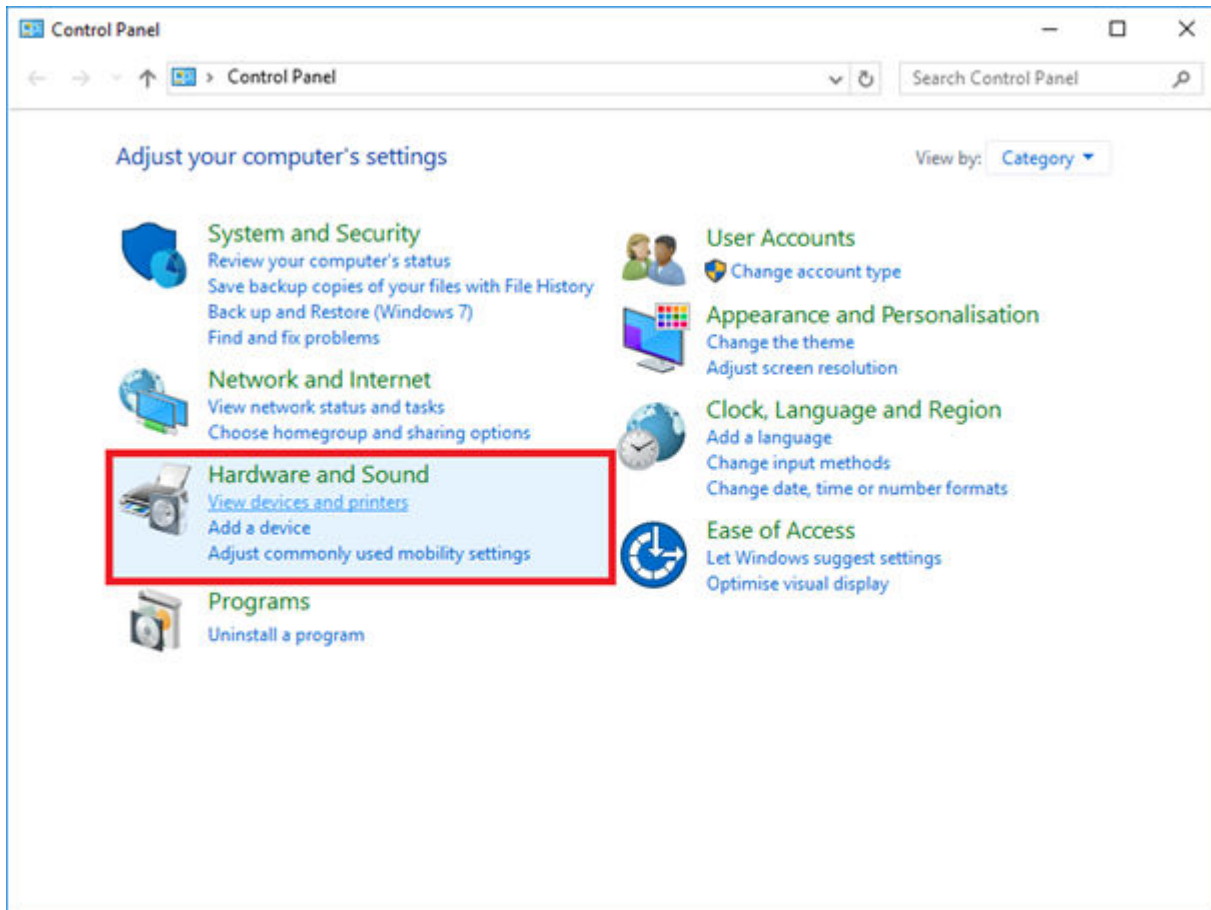 Control Panel
Control Panel
Search Control Panel
Adjust your computer's settings
View by: Category
System and Security
Review your computer's status
Save backup copies of your files with File History
Back up and Restore (Windows 7)
Find and fix problems
Network and Internet
View network status and tasks
Choose homegroup and sharing options
Hardware and Sound
View devices and printers
Add a device
Adjust commonly used mobility settings
Programs
Uninstall a program
User Accounts
Change account type
Appearance and Personalisation
Change the theme
Adjust screen resolution
Clock, Language and Region
Add a language
Change input methods
Change date, time or number formats
Ease of Access
Let Windows suggest settings
Optimise visual display